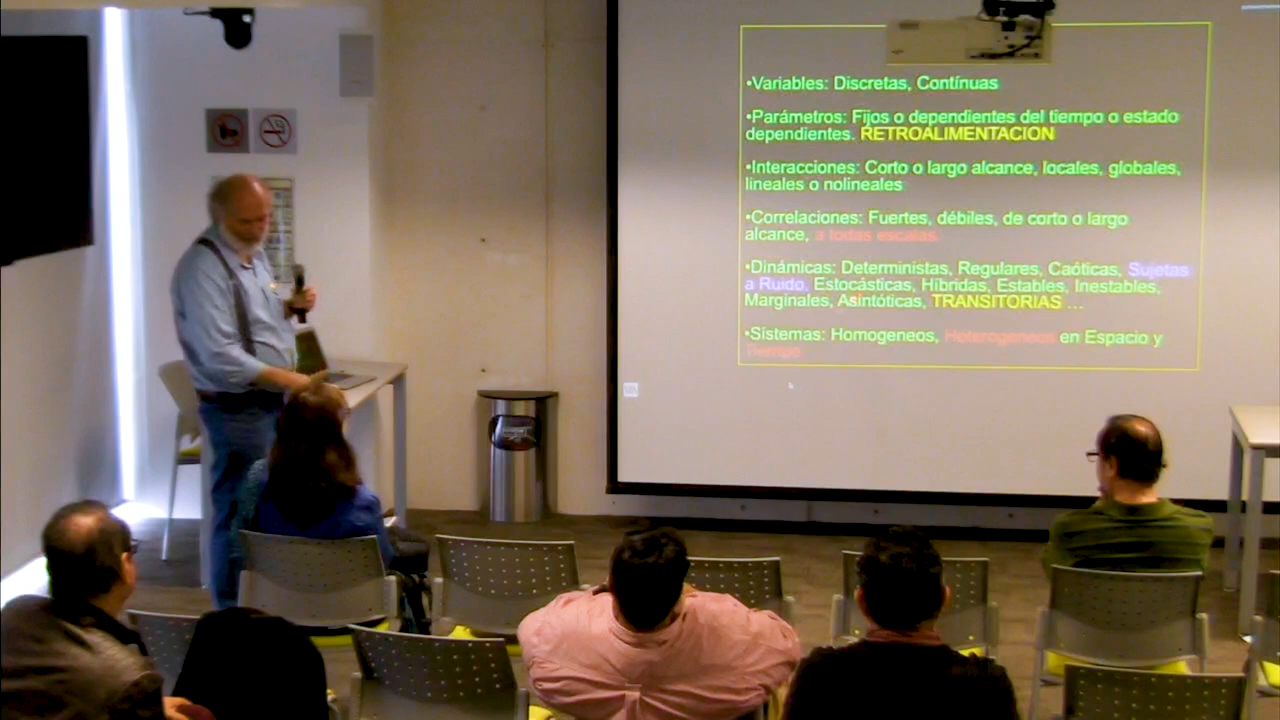 •Variables: Discretas, Contínuas
•Parámetros: Fijos o dependientes del tiempo o estado
dependientes. RETROALIMENTACION
•Interacciones: Corto o largo alcance, locales, globales,
lineales o nolineales
•Correlaciones: Fuertes, débiles, de corto o largo
alcance, a todas escalas.
•Dinámicas: Deterministas, Regulares, Caóticas, Sujetas
a Ruido, Estocásticas, Híbridas, Estables, Inestables,
Marginales, Asintóticas, TRANSITORIAS ...
•Sistemas: Homogeneos, Heterogeneos en Espacio y
Tiempo